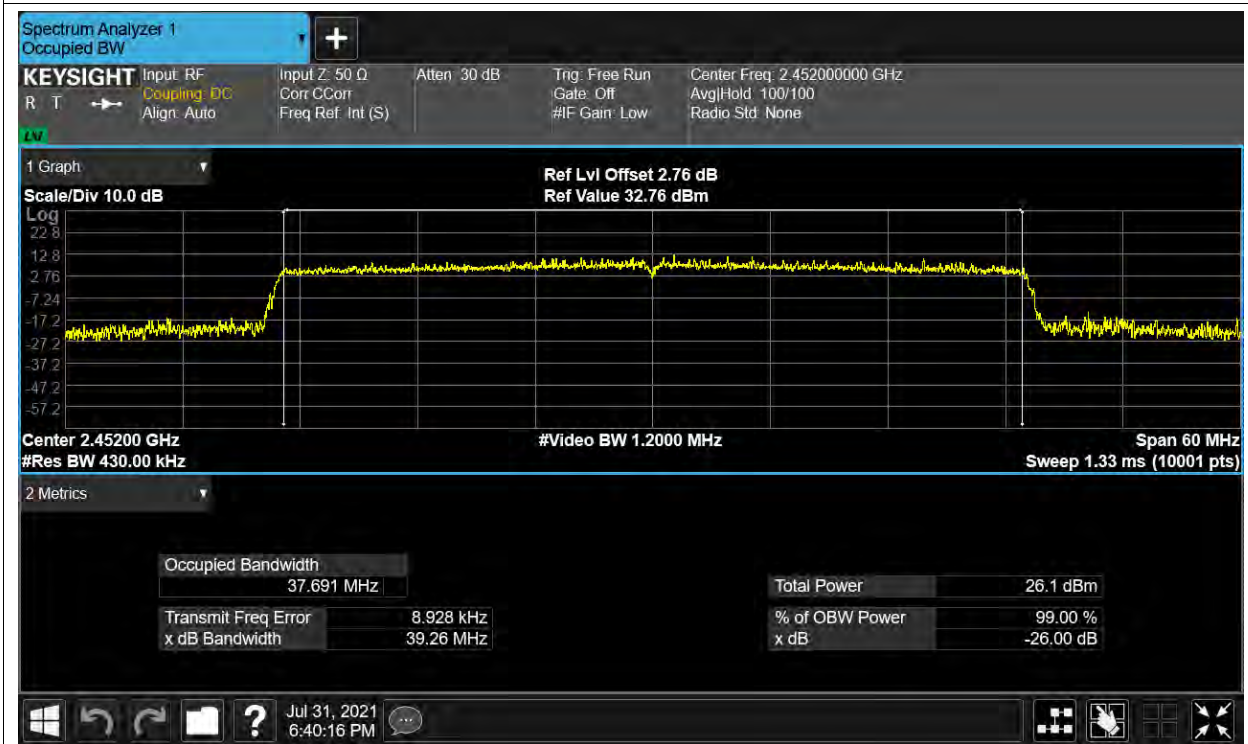 Spectrum Analyzer 1
Occupied BW
+
KEYSIGHT
R T
Input: RF
Coupling: DC
Align: Auto
Input Z: 50 Ω
Corr CCorr
Freq Ref: Int (S)
Atten: 30 dB
Trig: Free Run
Gate: Off
#IF Gain: Low
Center Freq: 2.452000000 GHz
Avg|Hold: 100/100
Radio Std: None
1 Graph
Scale/Div 10.0 dB
Ref Lvl Offset 2.76 dB
Ref Value 32.76 dBm
Log
22.8
12.8
2.76
-7.24
-17.2
-27.2
-37.2
-47.2
-57.2
Center 2.45200 GHz
#Res BW 430.00 kHz
#Video BW 1.2000 MHz
Span 60 MHz
Sweep 1.33 ms (10001 pts)
2 Metrics
Occupied Bandwidth
37.691 MHz
Transmit Freq Error 8.928 kHz
x dB Bandwidth 39.26 MHz
Total Power 26.1 dBm
% of OBW Power 99.00 %
x dB -26.00 dB
?
Jul 31, 2021
6:40:16 PM